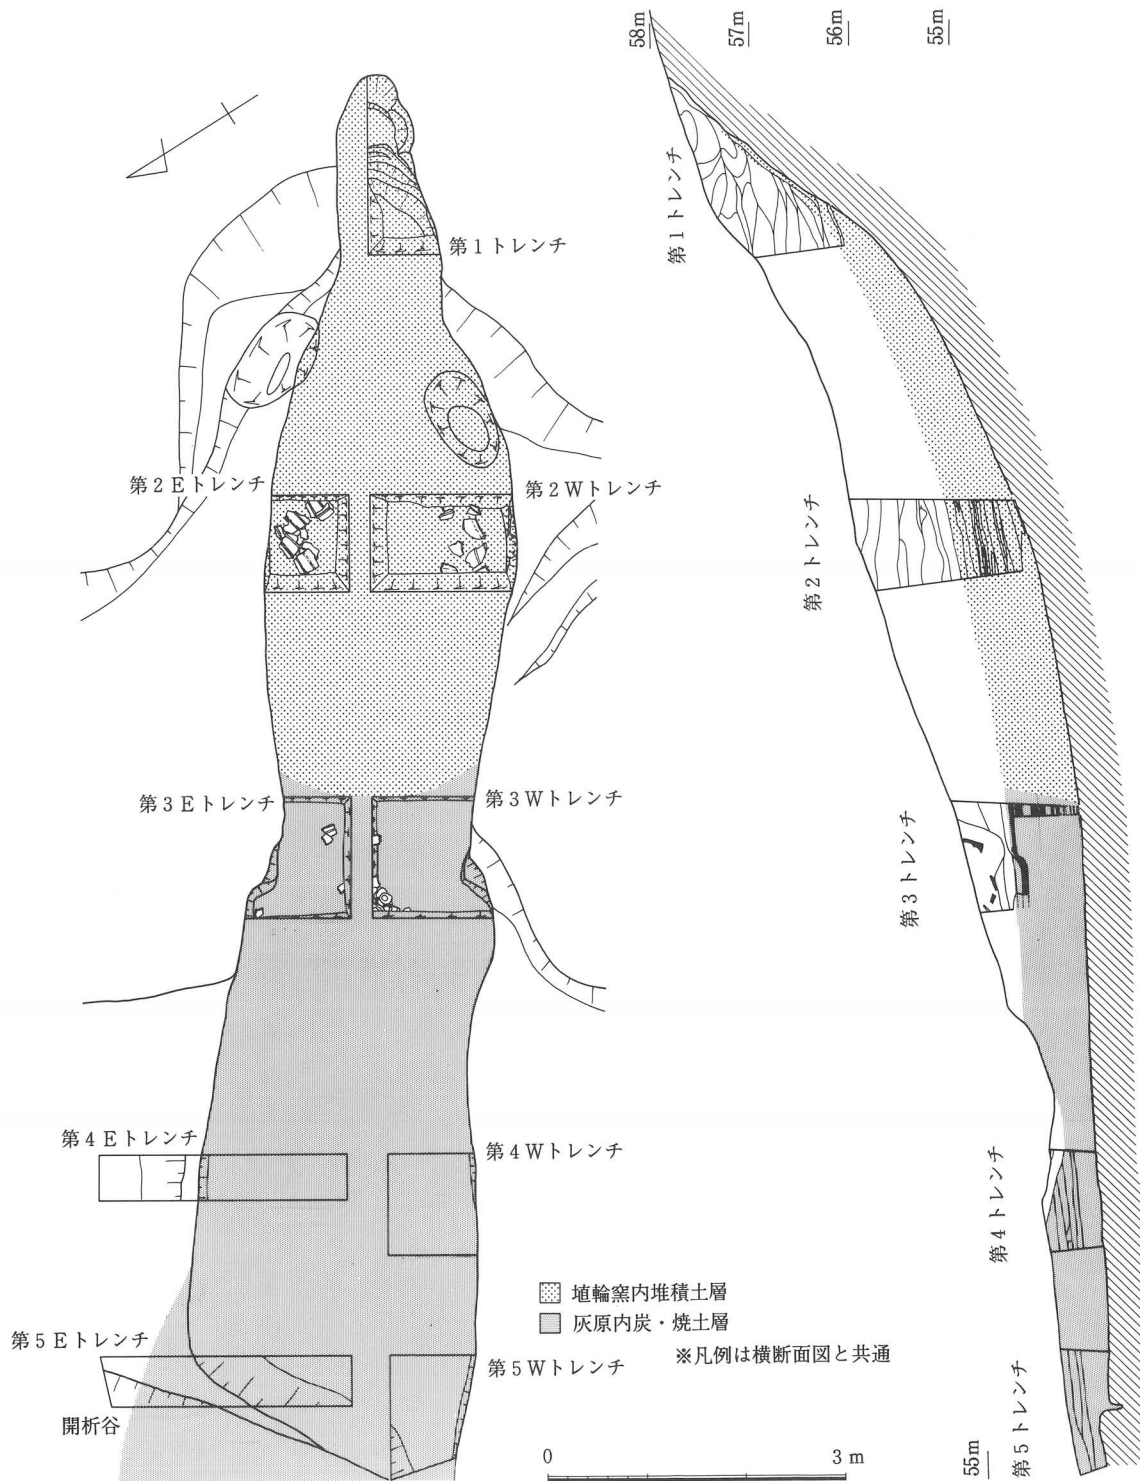 58m
57m
56m
55m
第1トレンチ
第1トレンチ
第2Eトレンチ
第2Wトレンチ
第2トレンチ
第3Eトレンチ
第3Wトレンチ
第3トレンチ
第4Eトレンチ
第4Wトレンチ
第4トレンチ
埴輪窯内堆積土層
灰原内炭・焼土層
※凡例は横断面図と共通
第5Eトレンチ
第5Wトレンチ
第5トレンチ
開析谷
0
3m
55m